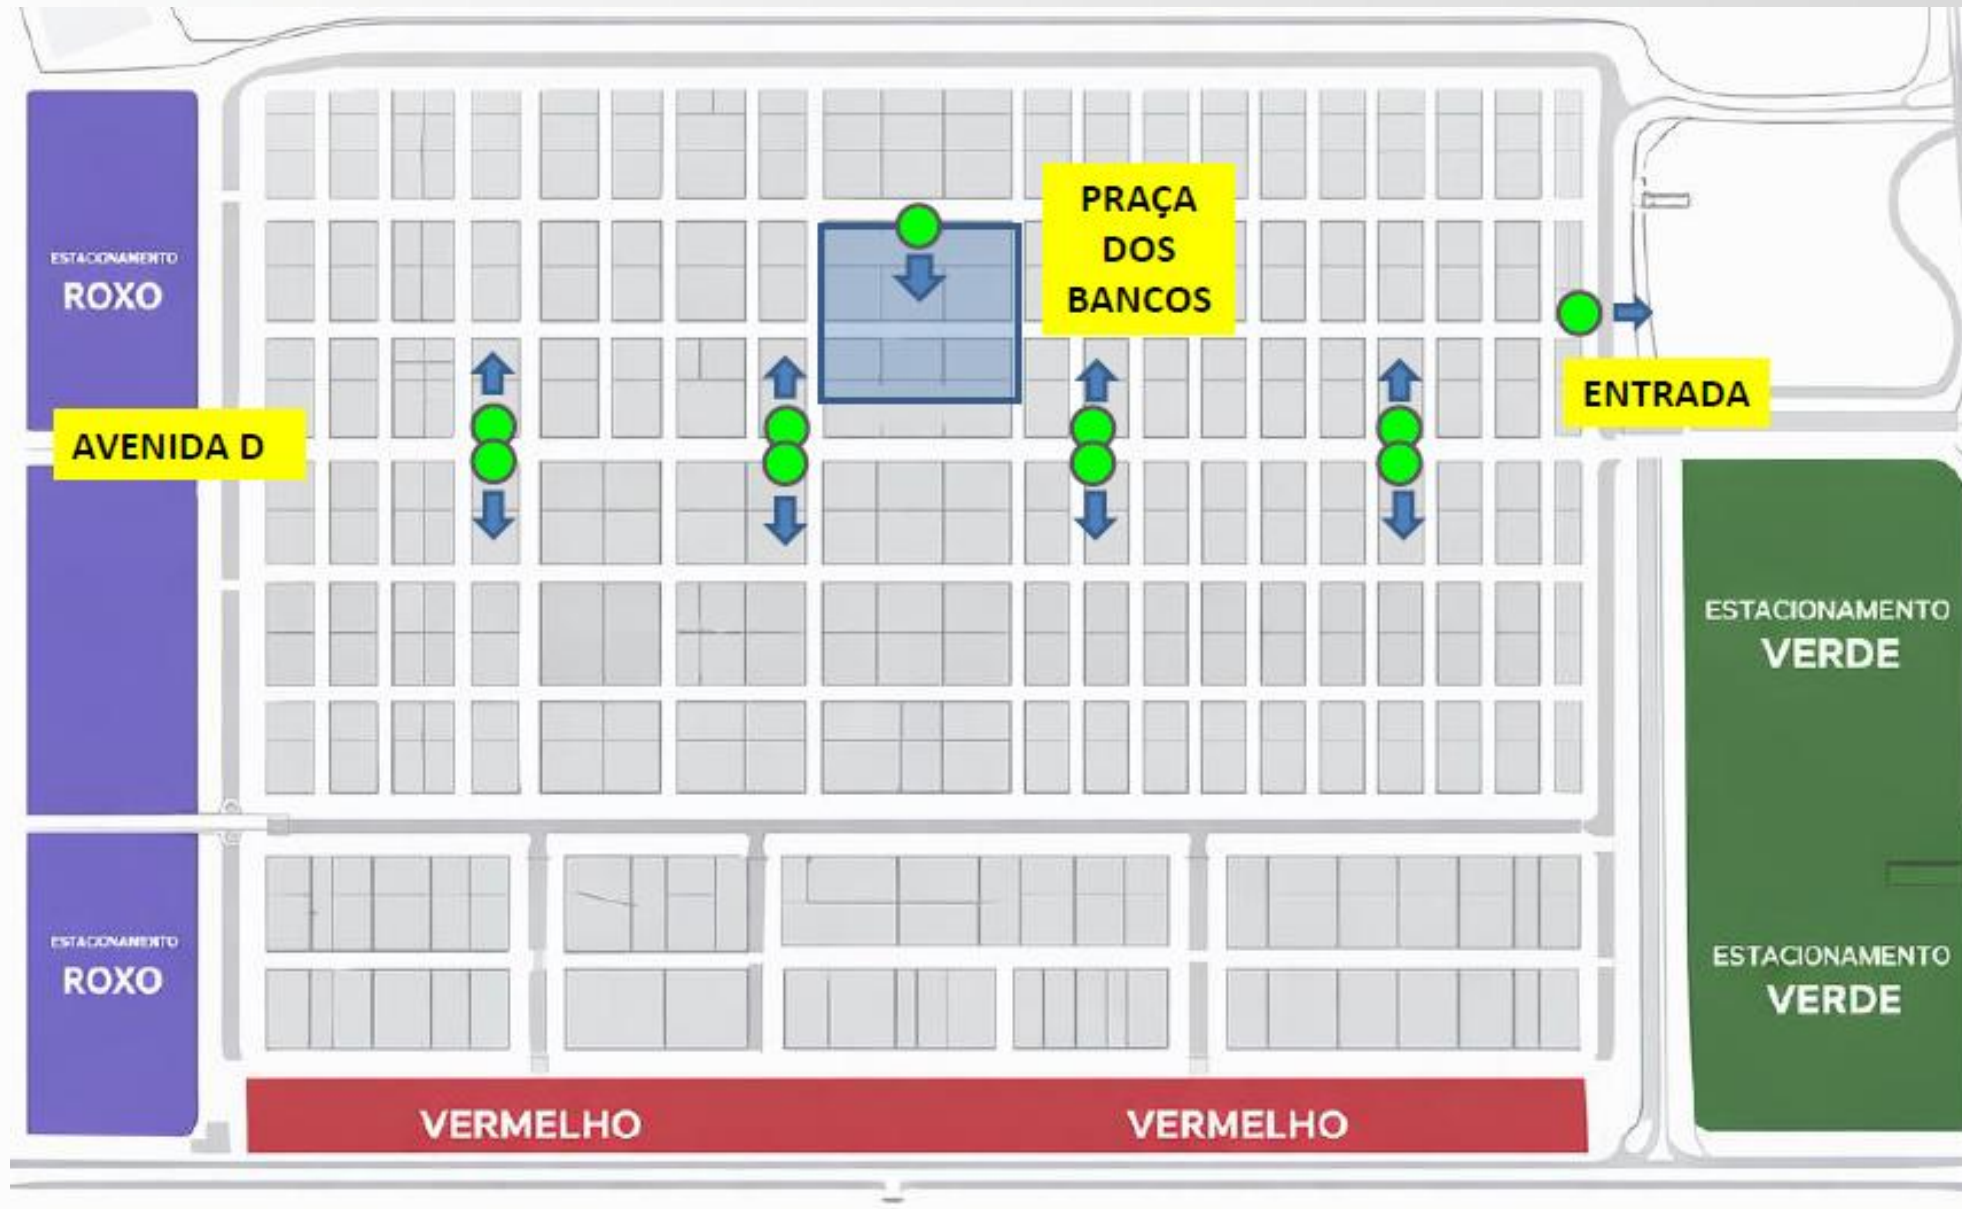 PRAÇA
DOS
BANCOS
ESTACIONAMENTO
ROXO
ENTRADA
AVENIDA D
ESTACIONAMENTO
VERDE
ESTACIONAMENTO
ROXO
ESTACIONAMENTO
VERDE
VERMELHO
VERMELHO